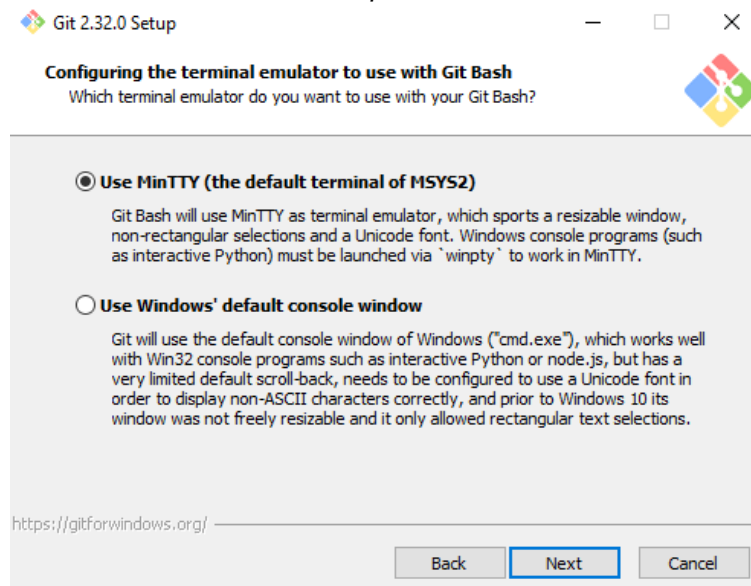 Git 2.32.0 Setup
Configuring the terminal emulator to use with Git Bash
Which terminal emulator do you want to use with your Git Bash?
Use MinTTY (the default terminal of MSYS2)
Git Bash will use MinTTY as terminal emulator, which sports a resizable window,
non-rectangular selections and a Unicode font. Windows console programs (such
as interactive Python) must be launched via `winpty` to work in MinTTY.
Use Windows' default console window
Git will use the default console window of Windows ("cmd.exe"), which works well
with Win32 console programs such as interactive Python or node.js, but has a
very limited default scroll-back, needs to be configured to use a Unicode font in
order to display non-ASCII characters correctly, and prior to Windows 10 its
window was not freely resizable and it only allowed rectangular text selections.
https://gitforwindows.org/
Back Next Cancel